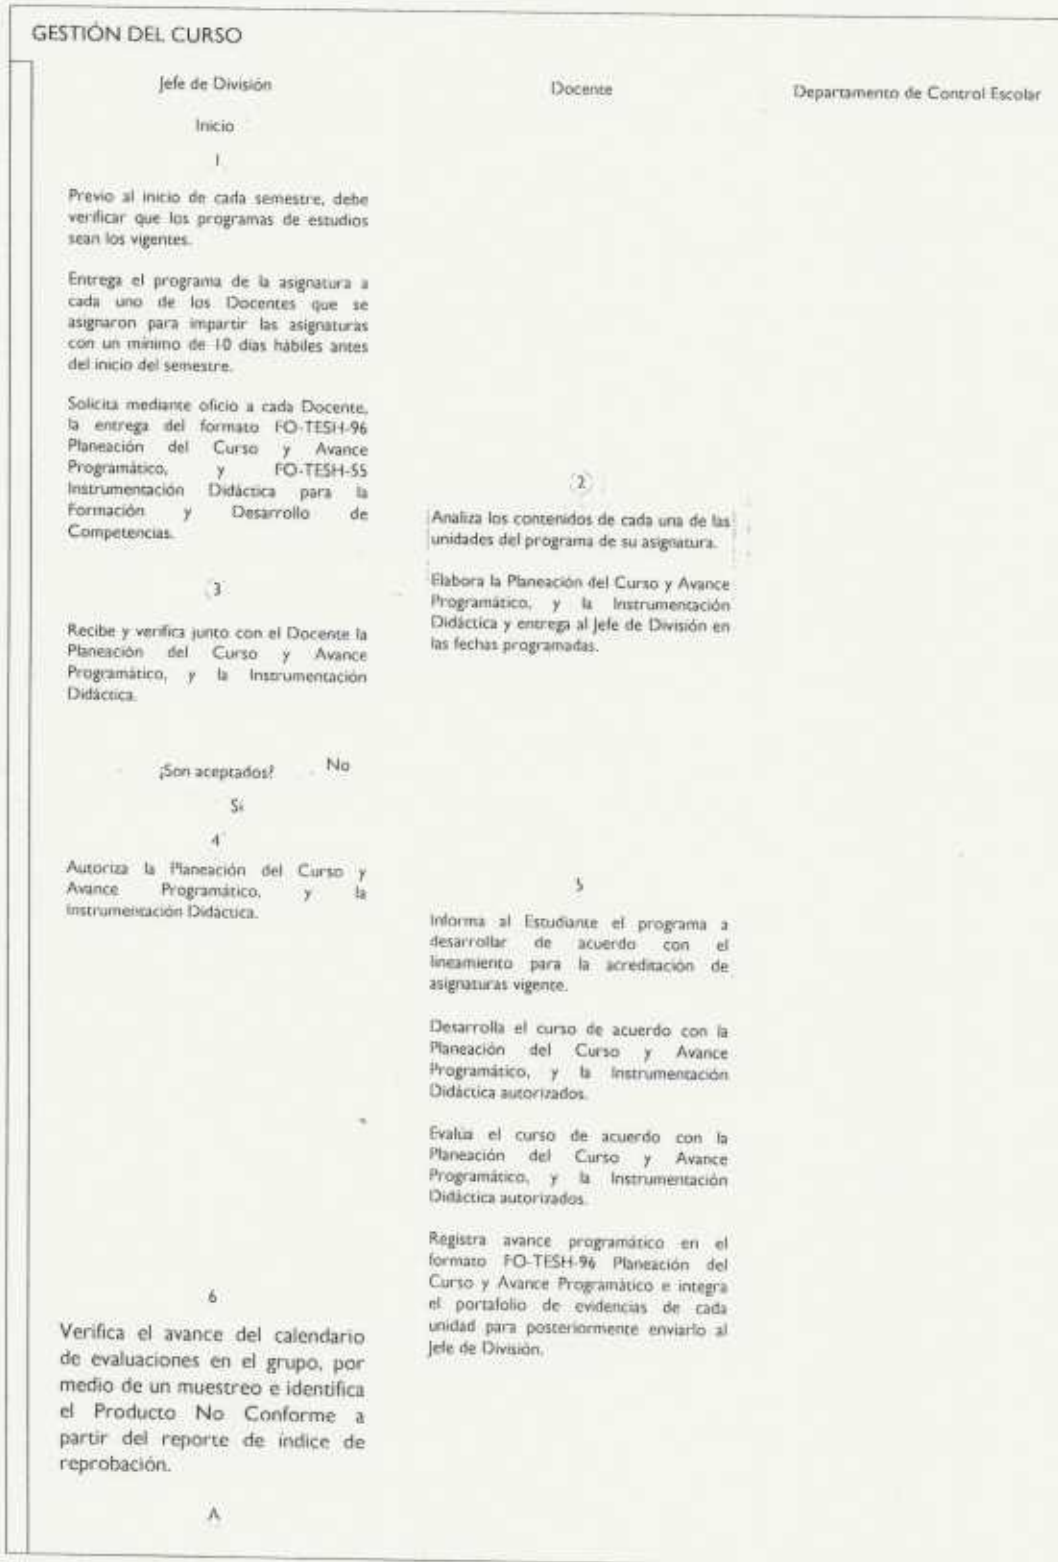 GESTIÓN DEL CURSO
Jefe de División
Docente
Departamento de Control Escolar
Inicio
1
Previo al inicio de cada semestre, debe
verificar que los programas de estudios
sean los vigentes.
Entrega el programa de la asignatura a
cada uno de los Docentes que se
asignaron para impartir las asignaturas
con un mínimo de 10 días hábiles antes
del inicio del semestre.
Solicita mediante oficio a cada Docente,
la entrega del formato FO-TESH-96
Planeación del Curso y Avance
Programático, y FO-TESH-55
Instrumentación Didáctica para la
Formación y Desarrollo de
Competencias.
2
Analiza los contenidos de cada una de las
unidades del programa de su asignatura.
Elabora la Planeación del Curso y Avance
Programático, y la Instrumentación
Didáctica y entrega al Jefe de División en
las fechas programadas.
3
Recibe y verifica junto con el Docente la
Planeación del Curso y Avance
Programático, y la Instrumentación
Didáctica.
¿Son aceptados?
No
Sí
4
Autoriza la Planeación del Curso y
Avance Programático, y la
Instrumentación Didáctica.
5
Informa al Estudiante el programa a
desarrollar de acuerdo con el
lineamiento para la acreditación de
asignaturas vigente.
Desarrolla el curso de acuerdo con la
Planeación del Curso y Avance
Programático, y la Instrumentación
Didáctica autorizados.
Evalúa el curso de acuerdo con la
Planeación del Curso y Avance
Programático, y la Instrumentación
Didáctica autorizados.
Registra avance programático en el
formato FO-TESH-96 Planeación del
Curso y Avance Programático e integra
el portafolio de evidencias de cada
unidad para posteriormente enviarlo al
Jefe de División.
6
Verifica el avance del calendario
de evaluaciones en el grupo, por
medio de un muestreo e identifica
el Producto No Conforme a
partir del reporte de índice de
reprobación.
A